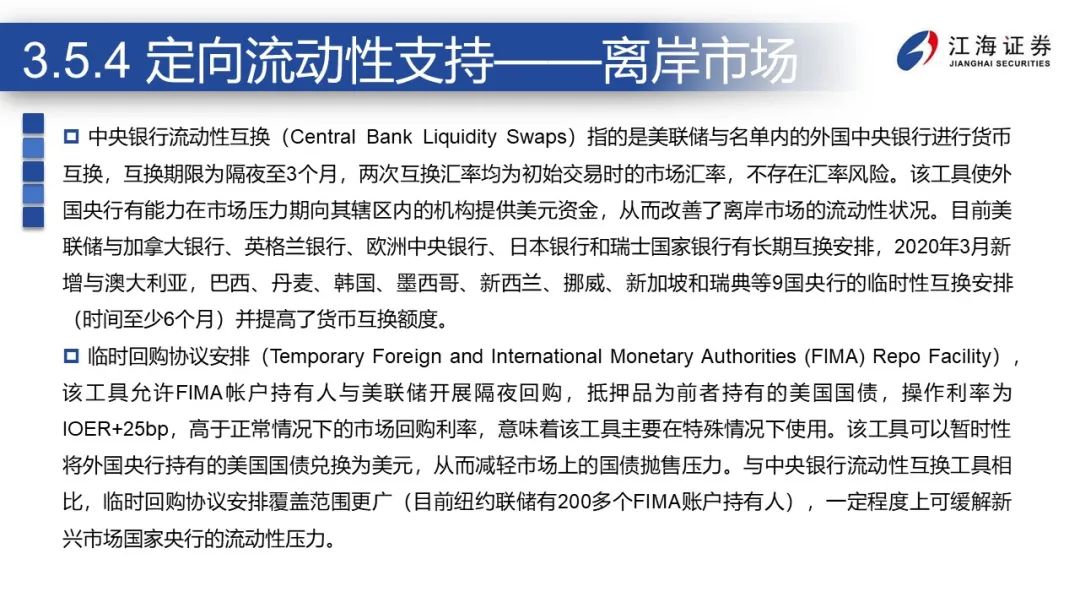 3.5.4 定向流动性支持——离岸市场
江海证券
JIANGHAI SECURITIES
中央银行流动性互换（Central Bank Liquidity Swaps）指的是美联储与名单内的外国中央银行进行货币
互换，互换期限为隔夜至3个月，两次互换汇率均为初始交易时的市场汇率，不存在汇率风险。该工具使外
国央行有能力在市场压力期向其辖区内的机构提供美元资金，从而改善了离岸市场的流动性状况。目前美
联储与加拿大银行、英格兰银行、欧洲中央银行、日本银行和瑞士国家银行有长期互换安排，2020年3月新
增与澳大利亚，巴西、丹麦、韩国、墨西哥、新西兰、挪威、新加坡和瑞典等9国央行的临时性互换安排
（时间至少6个月）并提高了货币互换额度。
临时回购协议安排（Temporary Foreign and International Monetary Authorities (FIMA) Repo Facility），
该工具允许FIMA帐户持有人与美联储开展隔夜回购，抵押品为前者持有的美国国债，操作利率为
IOER+25bp，高于正常情况下的市场回购利率，意味着该工具主要在特殊情况下使用。该工具可以暂时性
将外国央行持有的美国国债兑换为美元，从而减轻市场上的国债抛售压力。与中央银行流动性互换工具相
比，临时回购协议安排覆盖范围更广（目前纽约联储有200多个FIMA账户持有人），一定程度上可缓解新
兴市场国家央行的流动性压力。